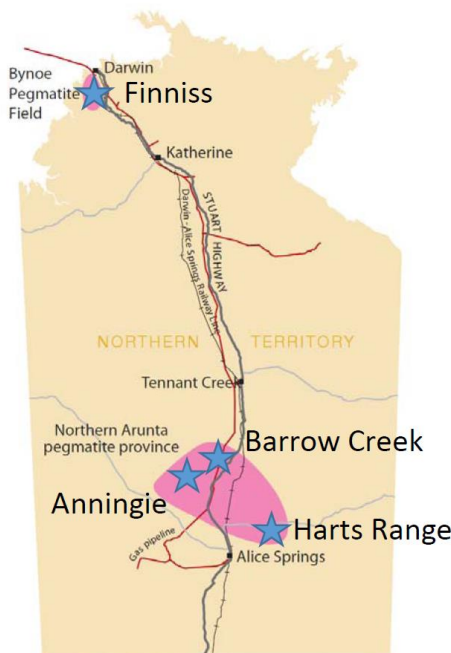 Darwin
Bynoe
Pegmatite
Field
Finniss
Katherine
STUART HIGHWAY
Darwin - Alice Springs Railway Line
NORTHERN TERRITORY
Tennant Creek
Northern Arunta
pegmatite province
Barrow Creek
Anningie
Harts Range
Gas pipeline
Alice Springs